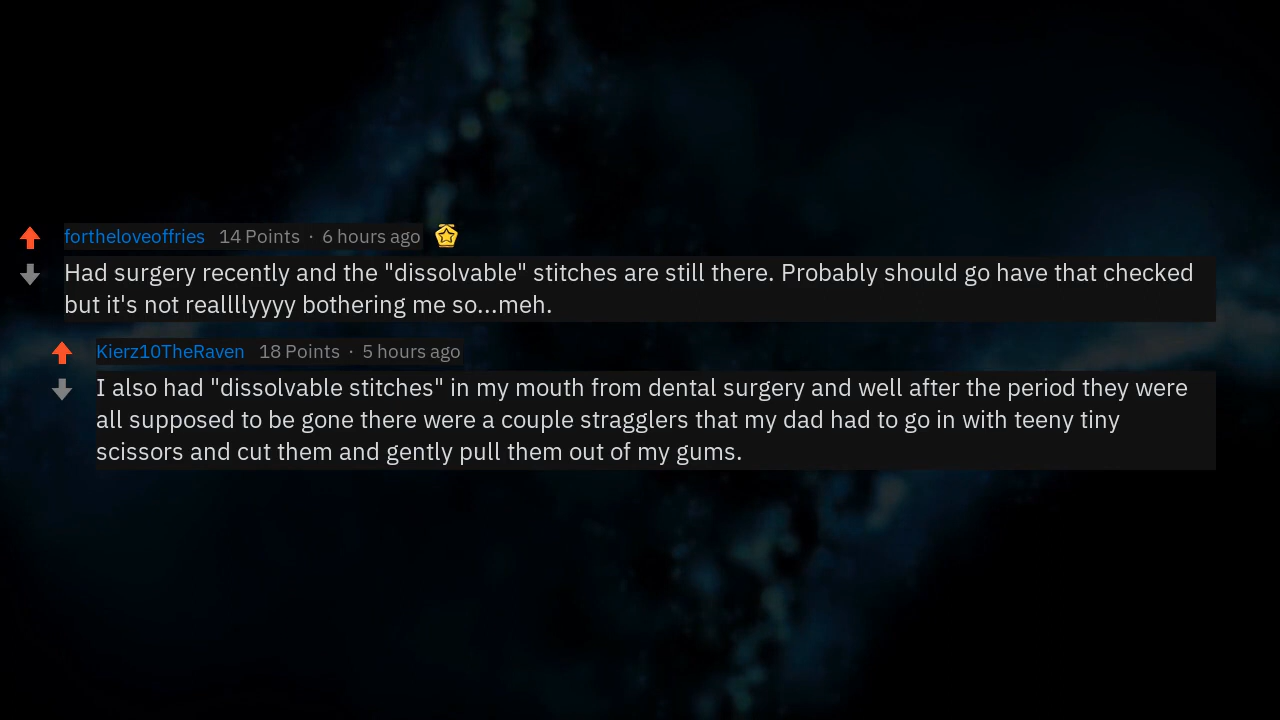 fortheloveoffries 14 Points · 6 hours ago
Had surgery recently and the "dissolvable" stitches are still there. Probably should go have that checked
but it's not reallllyyyy bothering me so...meh.
Kierz10TheRaven 18 Points · 5 hours ago
I also had "dissolvable stitches" in my mouth from dental surgery and well after the period they were
all supposed to be gone there were a couple stragglers that my dad had to go in with teeny tiny
scissors and cut them and gently pull them out of my gums.